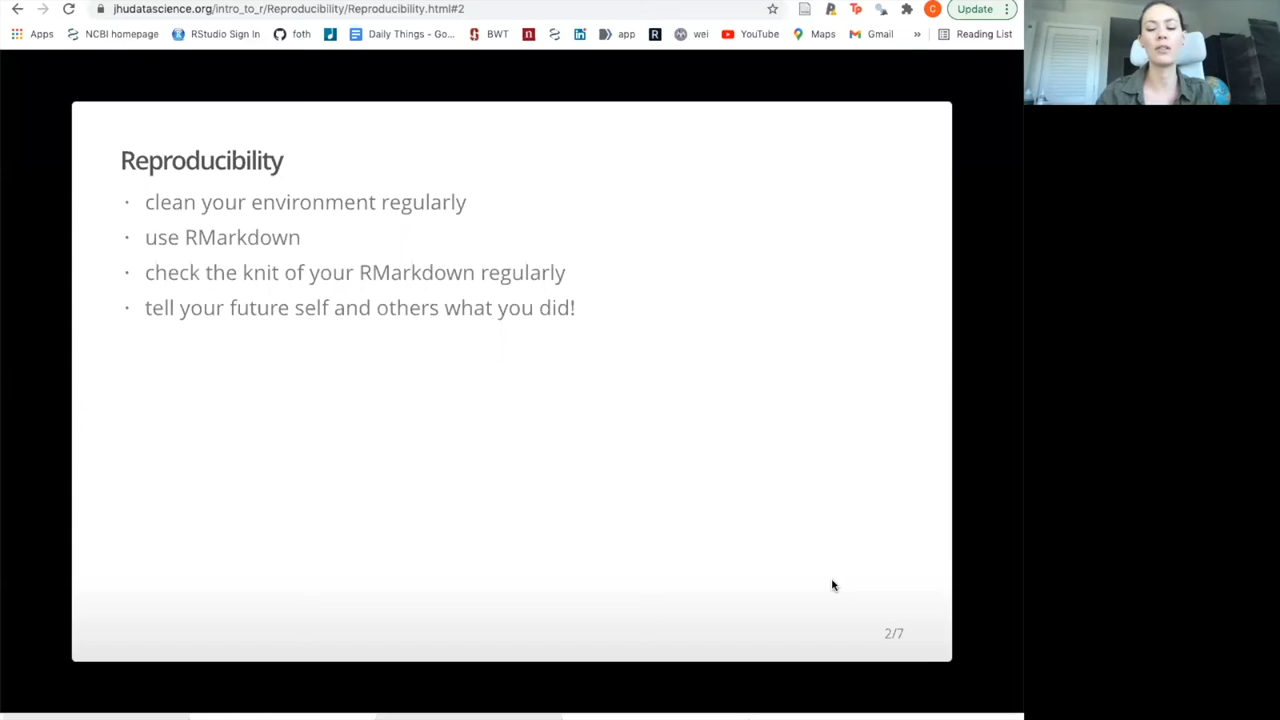 jhudatascience.org/intro_to_r/Reproducibility/Reproducibility.html#2
C
Update
Apps
NCBI homepage
RStudio Sign In
foth
Daily Things - Go...
BWT
app
wei
YouTube
Maps
Gmail
»
Reading List
Reproducibility
· clean your environment regularly
· use RMarkdown
· check the knit of your RMarkdown regularly
· tell your future self and others what you did!
2/7